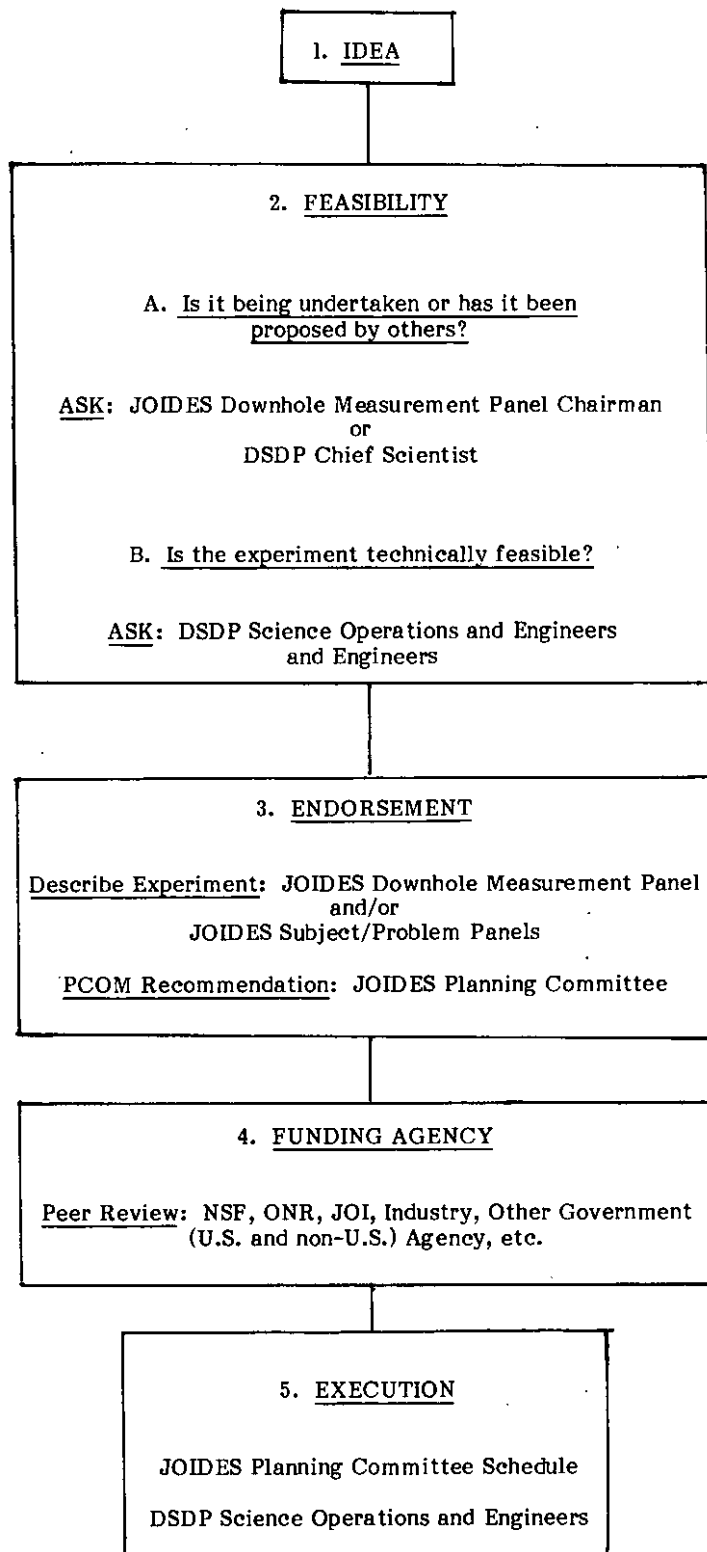 1. IDEA
2. FEASIBILITY
A. Is it being undertaken or has it been
proposed by others?
ASK: JOIDES Downhole Measurement Panel Chairman
or
DSDP Chief Scientist
B. Is the experiment technically feasible?
ASK: DSDP Science Operations and Engineers
and Engineers
3. ENDORSEMENT
Describe Experiment: JOIDES Downhole Measurement Panel
and/or
JOIDES Subject/Problem Panels
PCOM Recommendation: JOIDES Planning Committee
4. FUNDING AGENCY
Peer Review: NSF, ONR, JOI, Industry, Other Government
(U.S. and non-U.S.) Agency, etc.
5. EXECUTION
JOIDES Planning Committee Schedule
DSDP Science Operations and Engineers